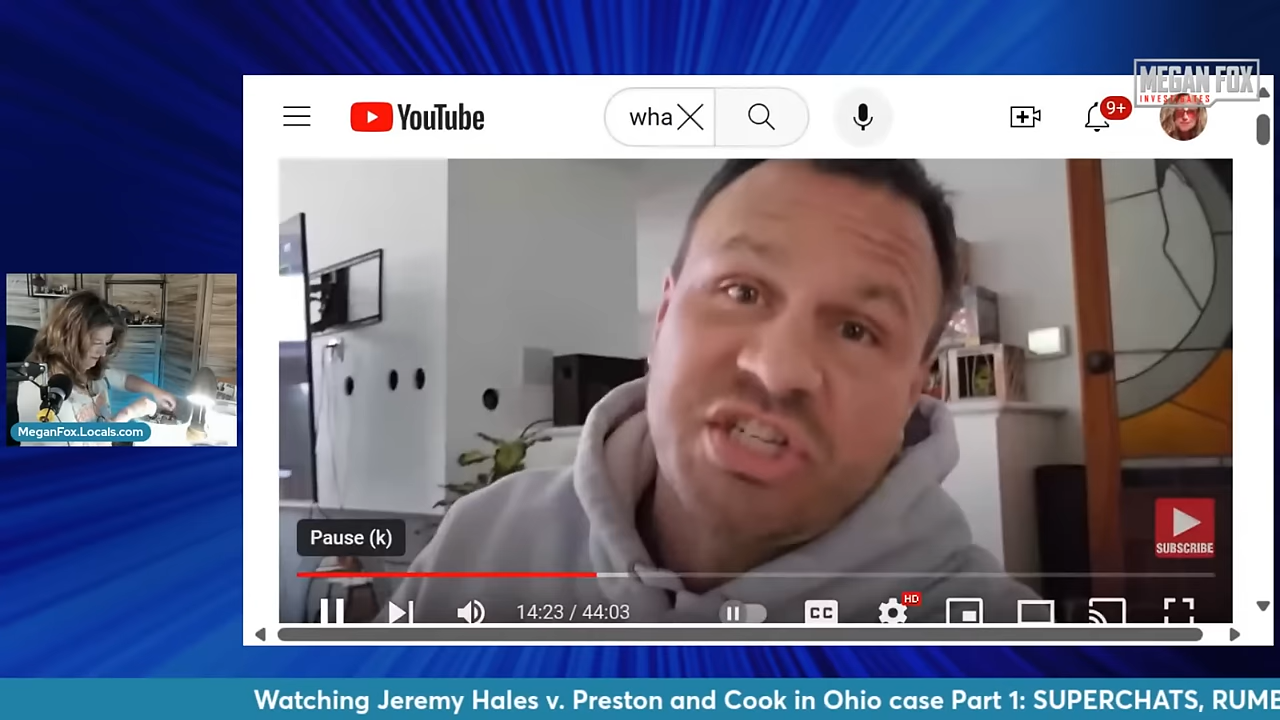 MEGAN FOX
INVESTIGATES
YouTube
wha
9+
MeganFox.Locals.com
Pause (k)
SUBSCRIBE
14:23 / 44:03
CC
HD
Watching Jeremy Hales v. Preston and Cook in Ohio case Part 1: SUPERCHATS, RUMB